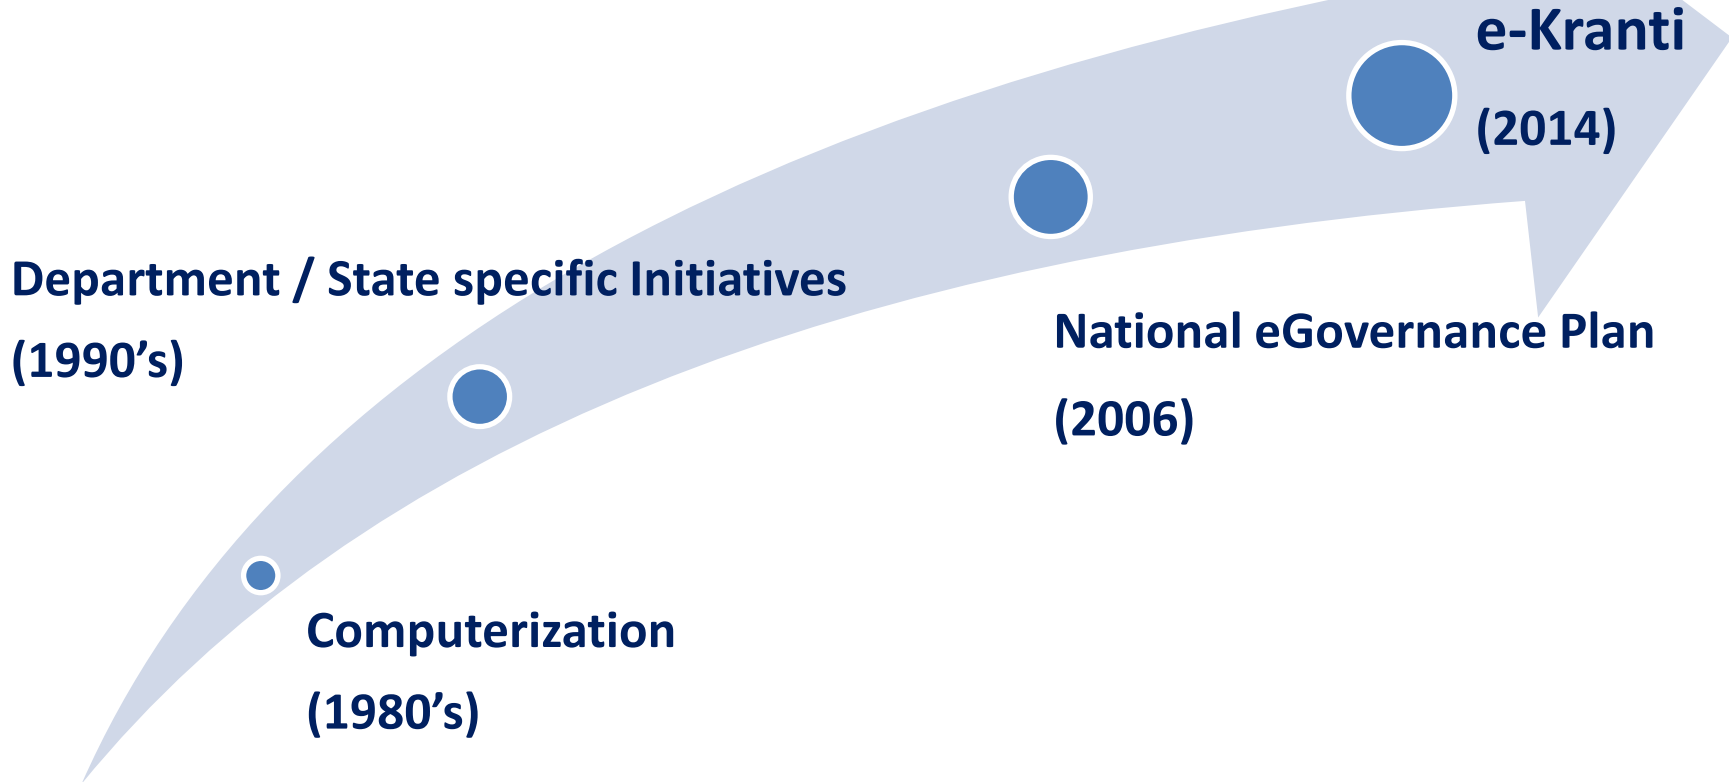 e-Kranti
(2014)
Department / State specific Initiatives
(1990’s)
National eGovernance Plan
(2006)
Computerization
(1980’s)